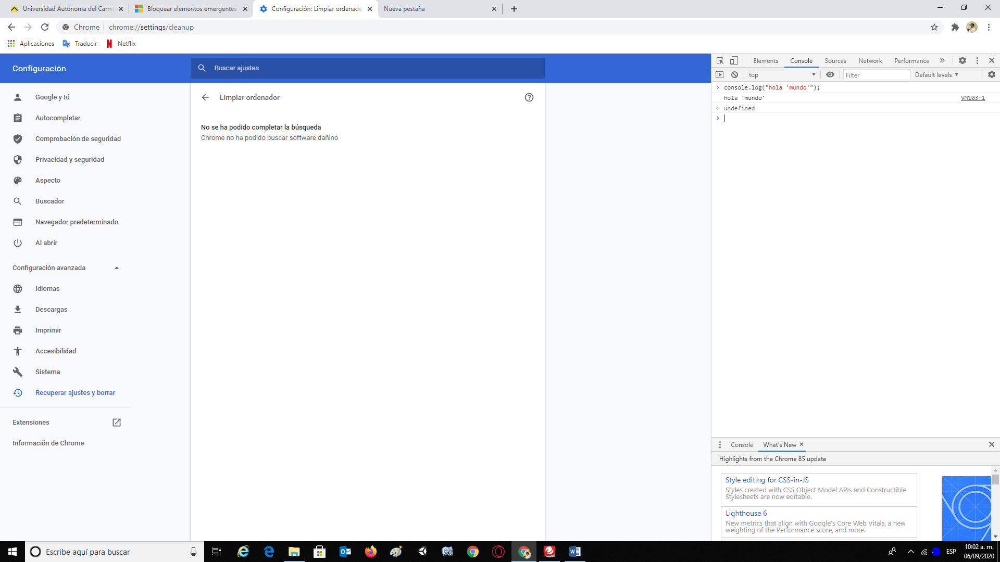 Universidad Autónoma del Carm
Bloquear elementos emergentes
Configuración: Limpiar ordenado
Nueva pestaña
Chrome
chrome://settings/cleanup
Aplicaciones
Traducir
Netflix
Configuración
Buscar ajustes
Google y tú
Autocompletar
Comprobación de seguridad
Privacidad y seguridad
Aspecto
Buscador
Navegador predeterminado
Al abrir
Configuración avanzada
Idiomas
Descargas
Imprimir
Accesibilidad
Sistema
Recuperar ajustes y borrar
Extensiones
Información de Chrome
Limpiar ordenador
No se ha podido completar la búsqueda
Chrome no ha podido buscar software dañino
Elements
Console
Sources
Network
Performance
top
Filter
Default levels
console.log("hola 'mundo'");
hola 'mundo'
VM103:1
undefined
Console
What's New
Highlights from the Chrome 85 update
Style editing for CSS-in-JS
Styles created with CSS Object Model APIs and Constructible
Stylesheets are now editable.
Lighthouse 6
New metrics that align with Google's Core Web Vitals, a new
weighting of the Performance score, and more.
Escribe aquí para buscar
ESP
10:02 a. m.
06/09/2020